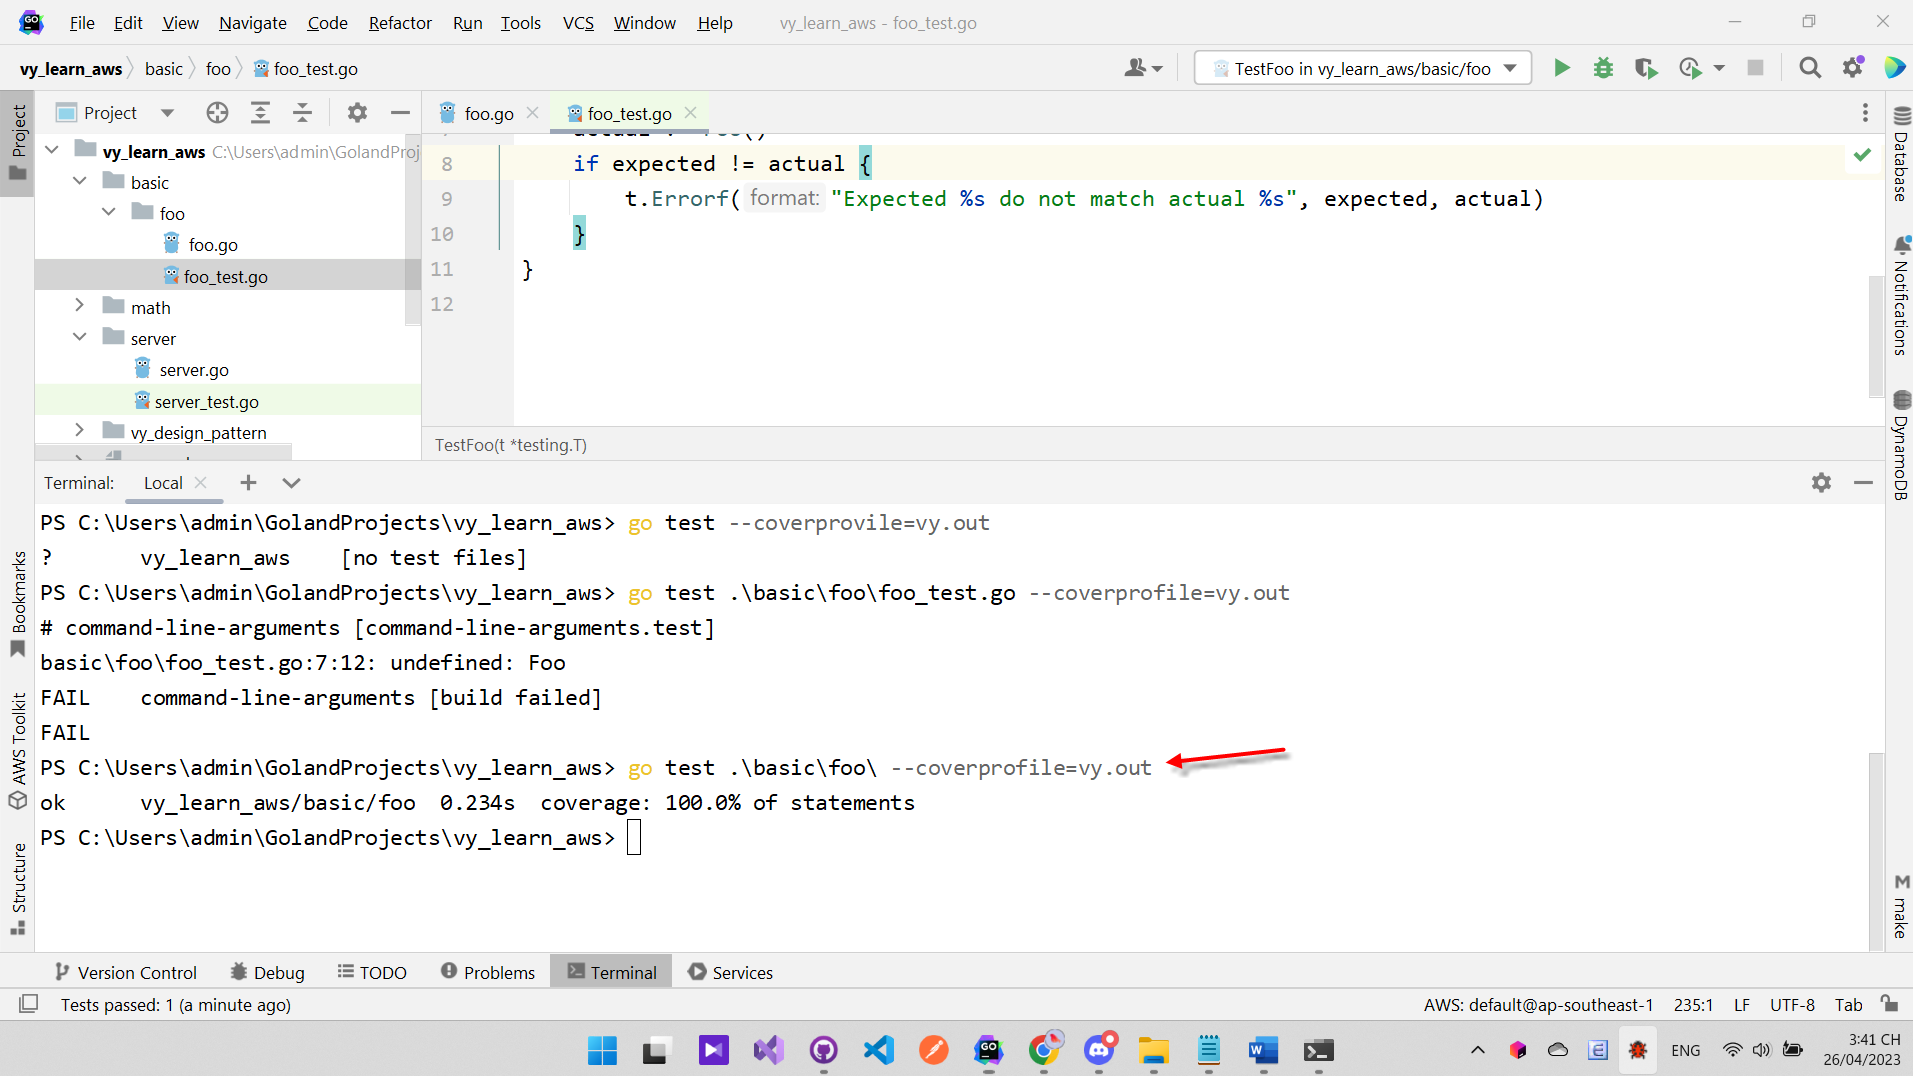 File Edit View Navigate Code Refactor Run Tools VCS Window Help vy_learn_aws - foo_test.go
vy_learn_aws basic foo foo_test.go TestFoo in vy_learn_aws/basic/foo
Project
foo.go foo_test.go
vy_learn_aws C:\Users\admin\GolandProj
basic
foo
foo.go
foo_test.go
math
server
server.go
server_test.go
vy_design_pattern
8 if expected != actual {
9 t.Errorf( format: "Expected %s do not match actual %s", expected, actual)
10 }
11 }
12
TestFoo(t *testing.T)
Terminal: Local
PS C:\Users\admin\GolandProjects\vy_learn_aws> go test --coverprovile=vy.out
? vy_learn_aws [no test files]
PS C:\Users\admin\GolandProjects\vy_learn_aws> go test .\basic\foo\foo_test.go --coverprofile=vy.out
# command-line-arguments [command-line-arguments.test]
basic\foo\foo_test.go:7:12: undefined: Foo
FAIL command-line-arguments [build failed]
FAIL
PS C:\Users\admin\GolandProjects\vy_learn_aws> go test .\basic\foo\ --coverprofile=vy.out
ok vy_learn_aws/basic/foo 0.234s coverage: 100.0% of statements
PS C:\Users\admin\GolandProjects\vy_learn_aws>
Project
Bookmarks
AWS Toolkit
Structure
Database
Notifications
DynamoDB
M make
Version Control Debug TODO Problems Terminal Services
Tests passed: 1 (a minute ago) AWS: default@ap-southeast-1 235:1 LF UTF-8 Tab
ENG 3:41 CH
26/04/2023